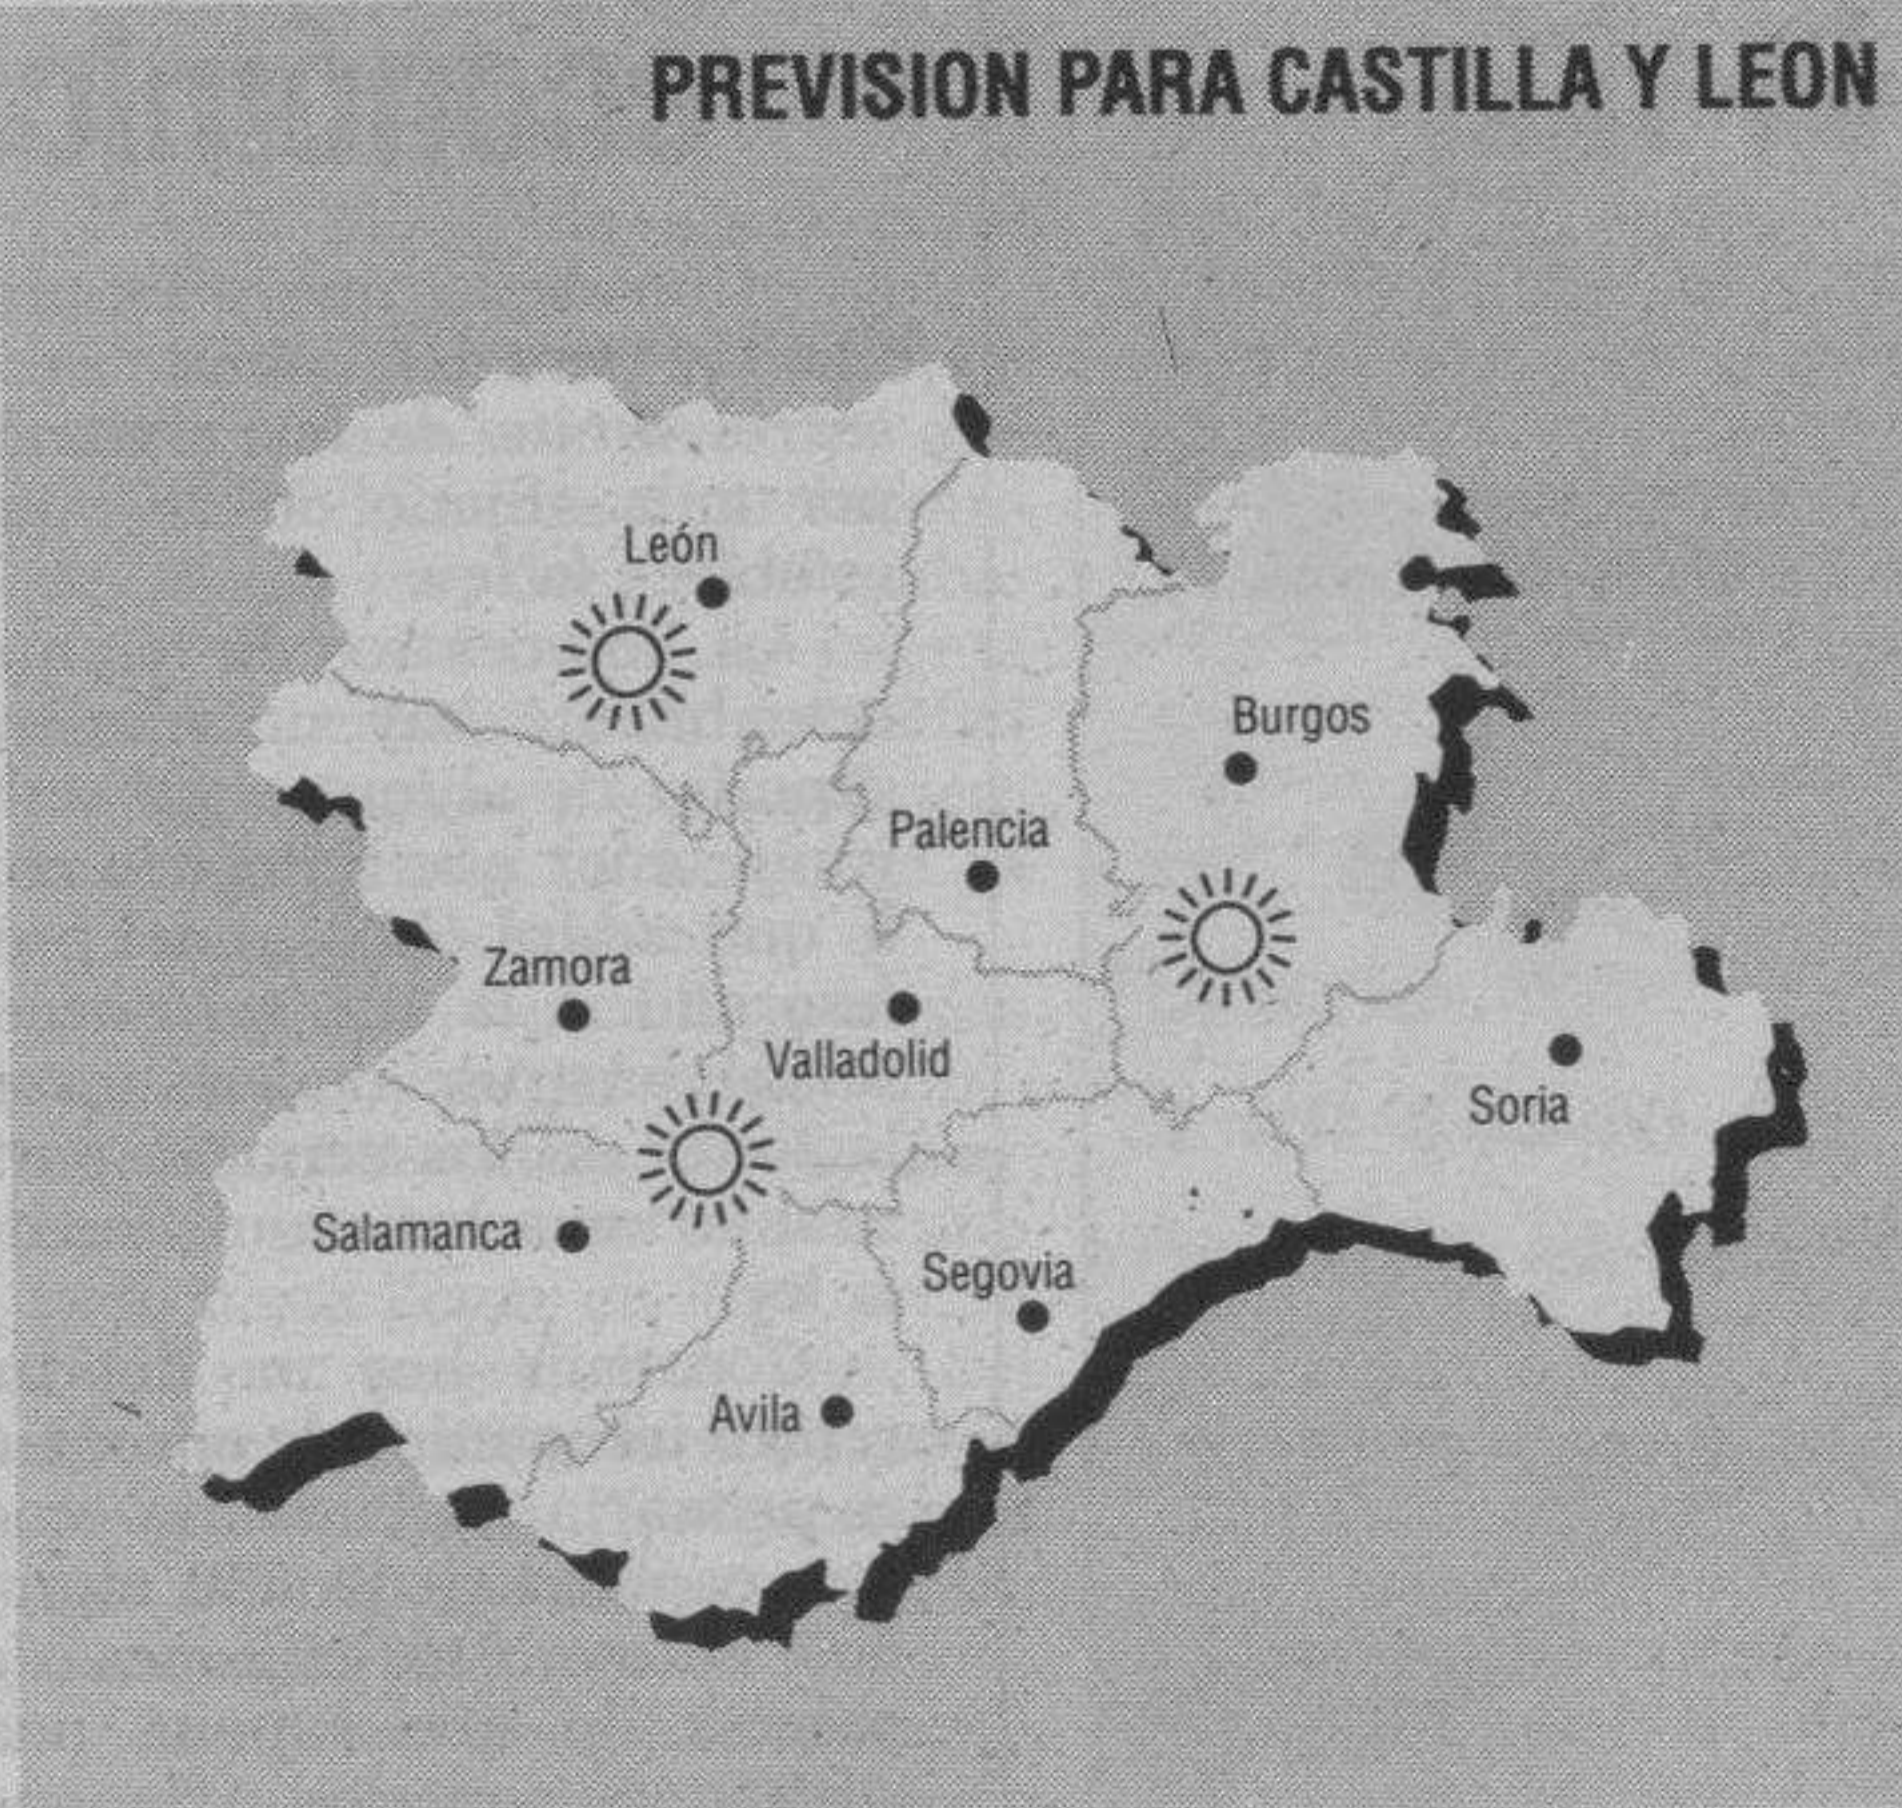 PREVISION PARA CASTILLA Y LEON
León
Burgos
Palencia
Zamora
Valladolid
Soria
Salamanca
Segovia
Avila